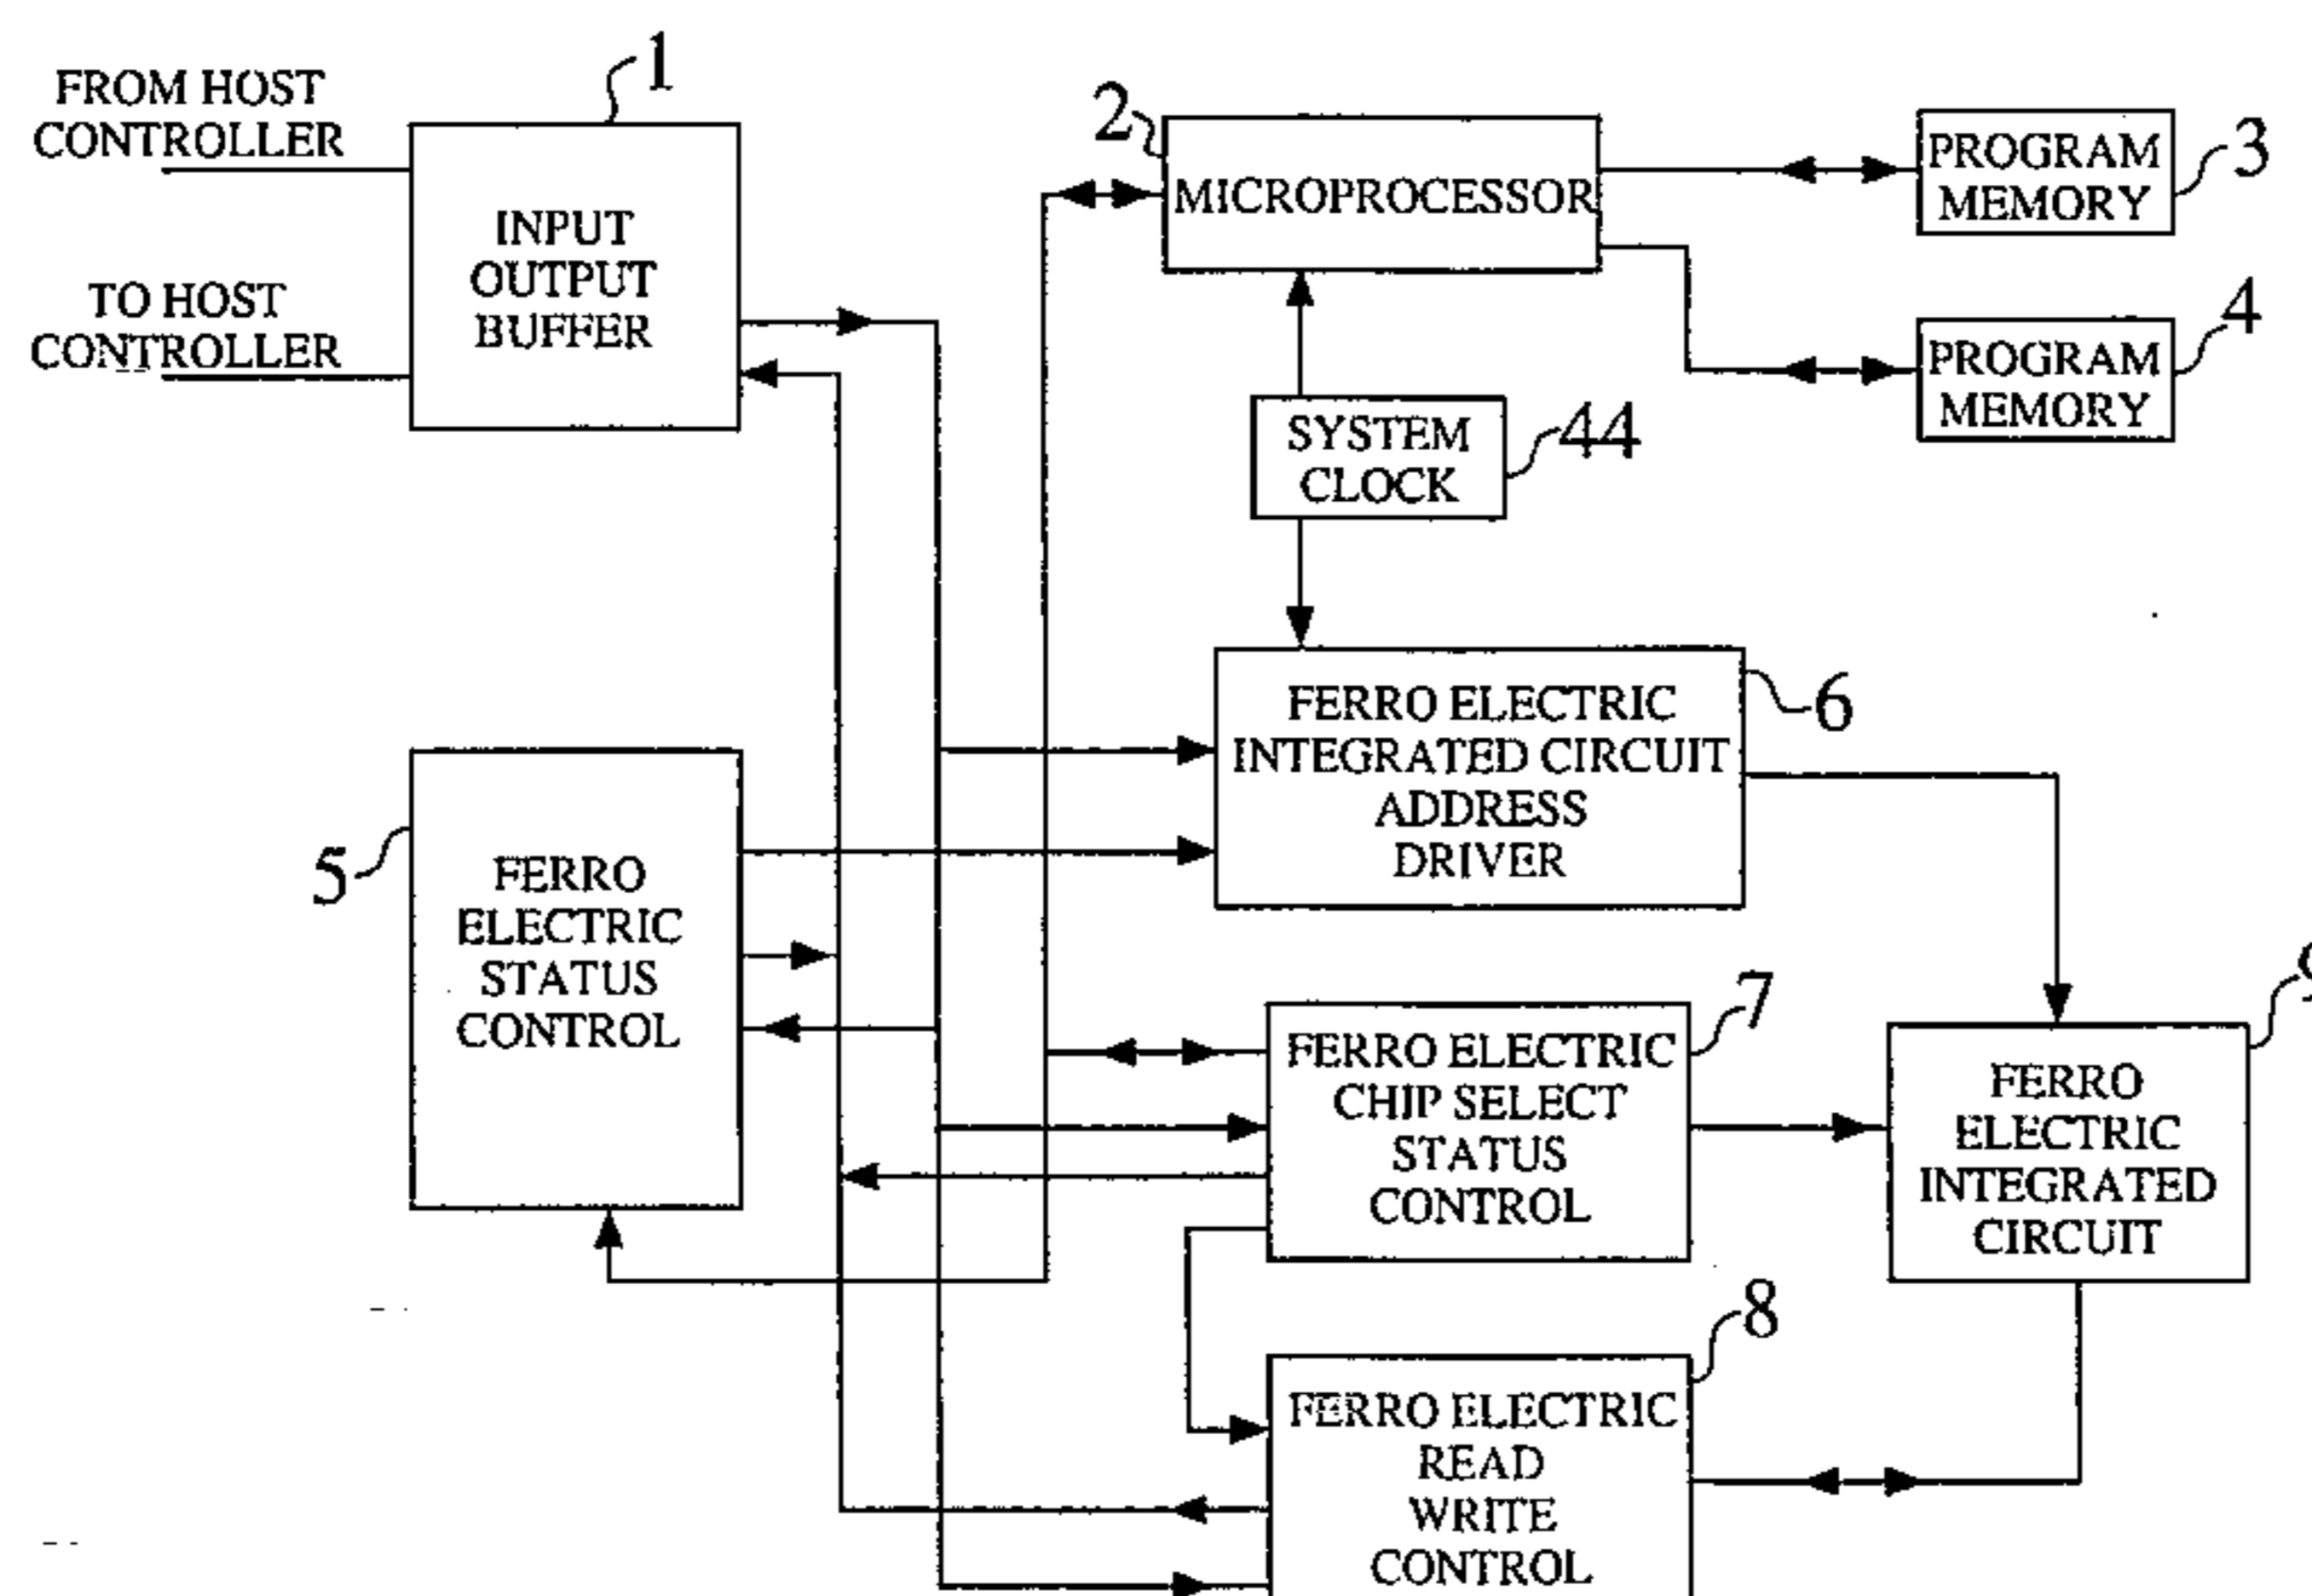 FROM HOST
CONTROLLER
1
INPUT
OUTPUT
BUFFER
TO HOST
CONTROLLER
2
MICROPROCESSOR
PROGRAM
MEMORY
3
PROGRAM
MEMORY
4
SYSTEM
CLOCK
44
FERRO ELECTRIC
INTEGRATED CIRCUIT
ADDRESS
DRIVER
6
5
FERRO
ELECTRIC
STATUS
CONTROL
FERRO ELECTRIC
CHIP SELECT
STATUS
CONTROL
7
FERRO
ELECTRIC
INTEGRATED
CIRCUIT
9
FERRO ELECTRIC
READ
WRITE
CONTROL
8